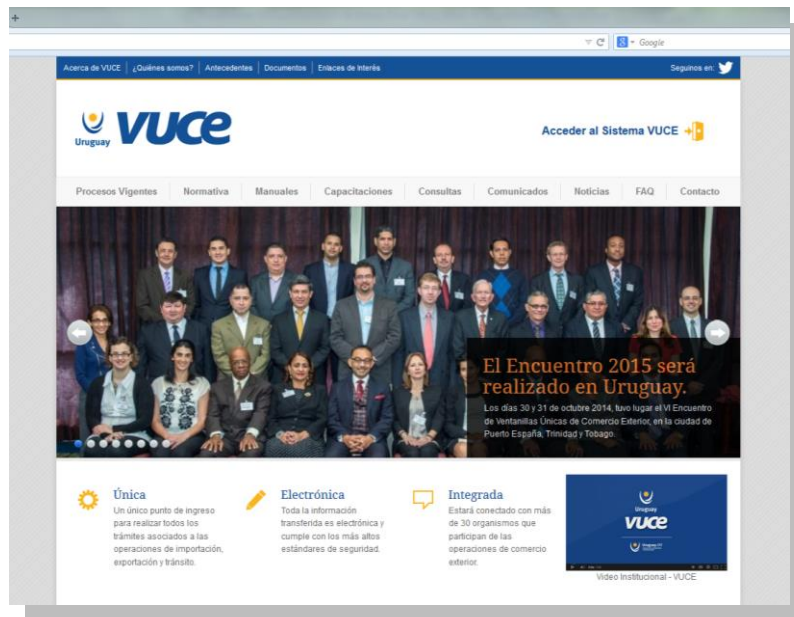 Google
Acerca de VUCE
¿Quiénes somos?
Antecedentes
Documentos
Enlaces de Interés
Seguinos en:
Uruguay
vuce
Acceder al Sistema VUCE
Procesos Vigentes
Normativa
Manuales
Capacitaciones
Consultas
Comunicados
Noticias
FAQ
Contacto
El Encuentro 2015 será
realizado en Uruguay.
Los días 30 y 31 de octubre 2014, tuvo lugar el VI Encuentro
de Ventanillas Únicas de Comercio Exterior, en la ciudad de
Puerto España, Trinidad y Tobago.
Única
Un único punto de ingreso
para realizar todos los
trámites asociados a las
operaciones de importación,
exportación y tránsito.
Electrónica
Toda la información
transferida es electrónica y
cumple con los más altos
estándares de seguridad.
Integrada
Estará conectado con más
de 30 organismos que
participan de las
operaciones de comercio
exterior.
Uruguay
vuce
Video Institucional - VUCE